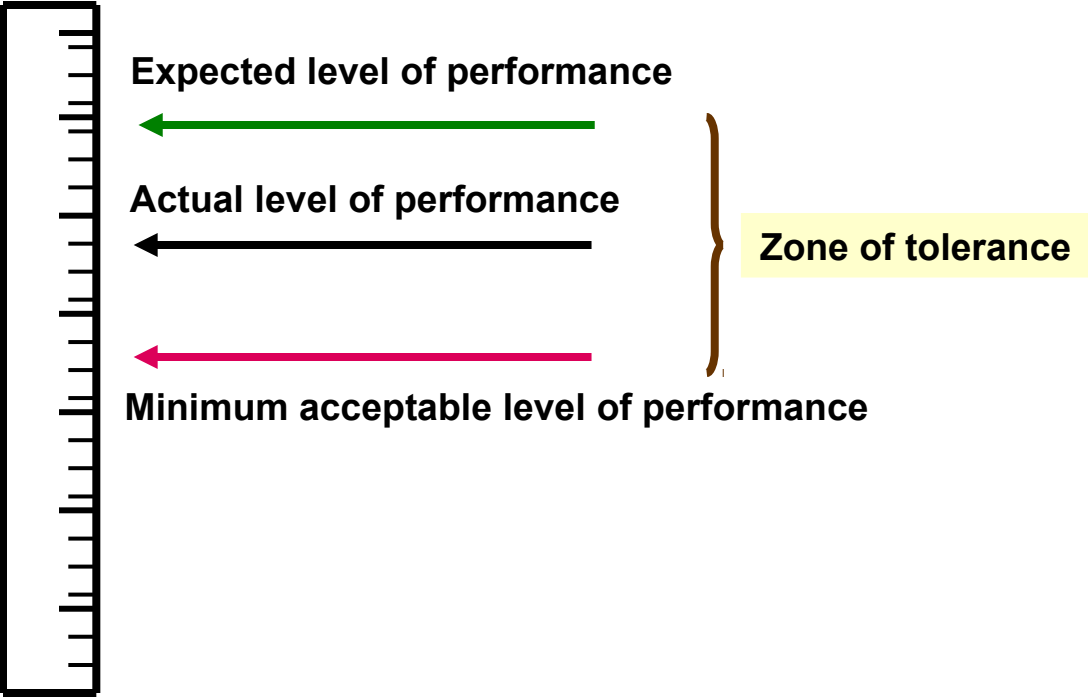 Expected level of performance
Actual level of performance
Zone of tolerance
Minimum acceptable level of performance